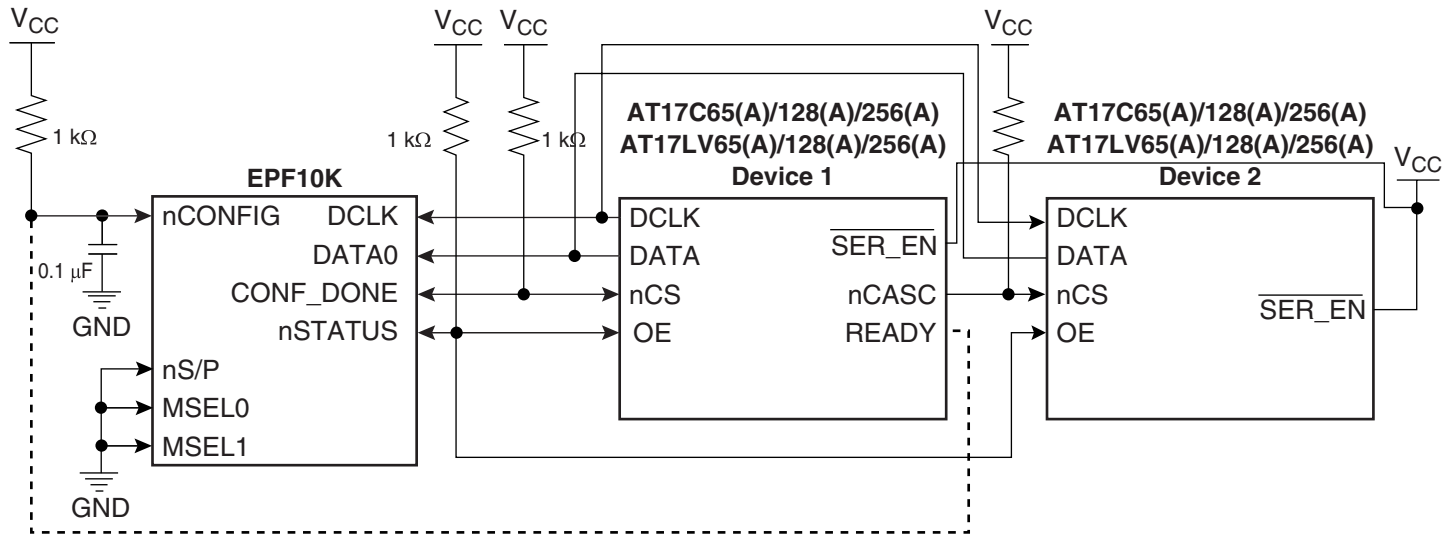 VCC
VCC
VCC
VCC
1 kΩ
1 kΩ
1 kΩ
AT17C65(A)/128(A)/256(A)
AT17LV65(A)/128(A)/256(A)
Device 1
AT17C65(A)/128(A)/256(A)
AT17LV65(A)/128(A)/256(A)
Device 2
VCC
EPF10K
nCONFIG
DCLK
DATA0
CONF_DONE
nSTATUS
nS/P
MSEL0
MSEL1
0.1 μF
GND
GND
DCLK
DATA
nCS
OE
SER_EN
nCASC
READY
DCLK
DATA
nCS
OE
SER_EN